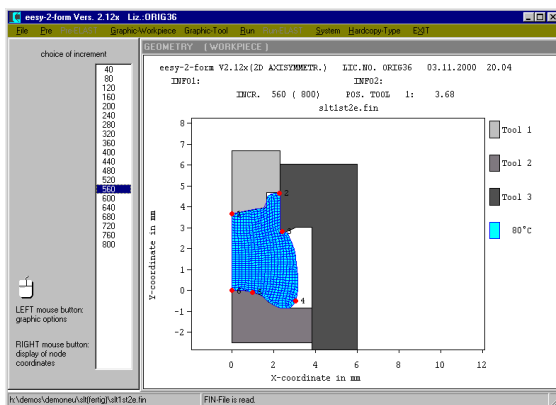 eesy-2-form Vers. 2.12x Liz.:ORIG36
File Pre Graphic-Workpiece Graphic-Tool Run System Hardcopy-Type EXIT
choice of increment
40
80
120
160
200
240
280
320
360
400
440
480
520
560
600
640
680
720
760
800
LEFT mouse button:
graphic options
RIGHT mouse button:
display of node
coordinates
GEOMETRY (WORKPIECE)
eesy-2-form V2.12x(2D AXISYMMETR.) LIC.NO. ORIG36 03.11.2000 20.04
INFO1: INFO2:
INCR. 560 ( 800) POS. TOOL 1: 3.68
slt1st2e.fin
Y-coordinate in mm
8
7
6
5
4
3
2
1
0
-1
-2
2
3
4
0 2 4 6 8 10 12
X-coordinate in mm
Tool 1
Tool 2
Tool 3
80°C
h:\demos\demoneu\slt(fertig)\slt1st2e.fin FIN-File is read.